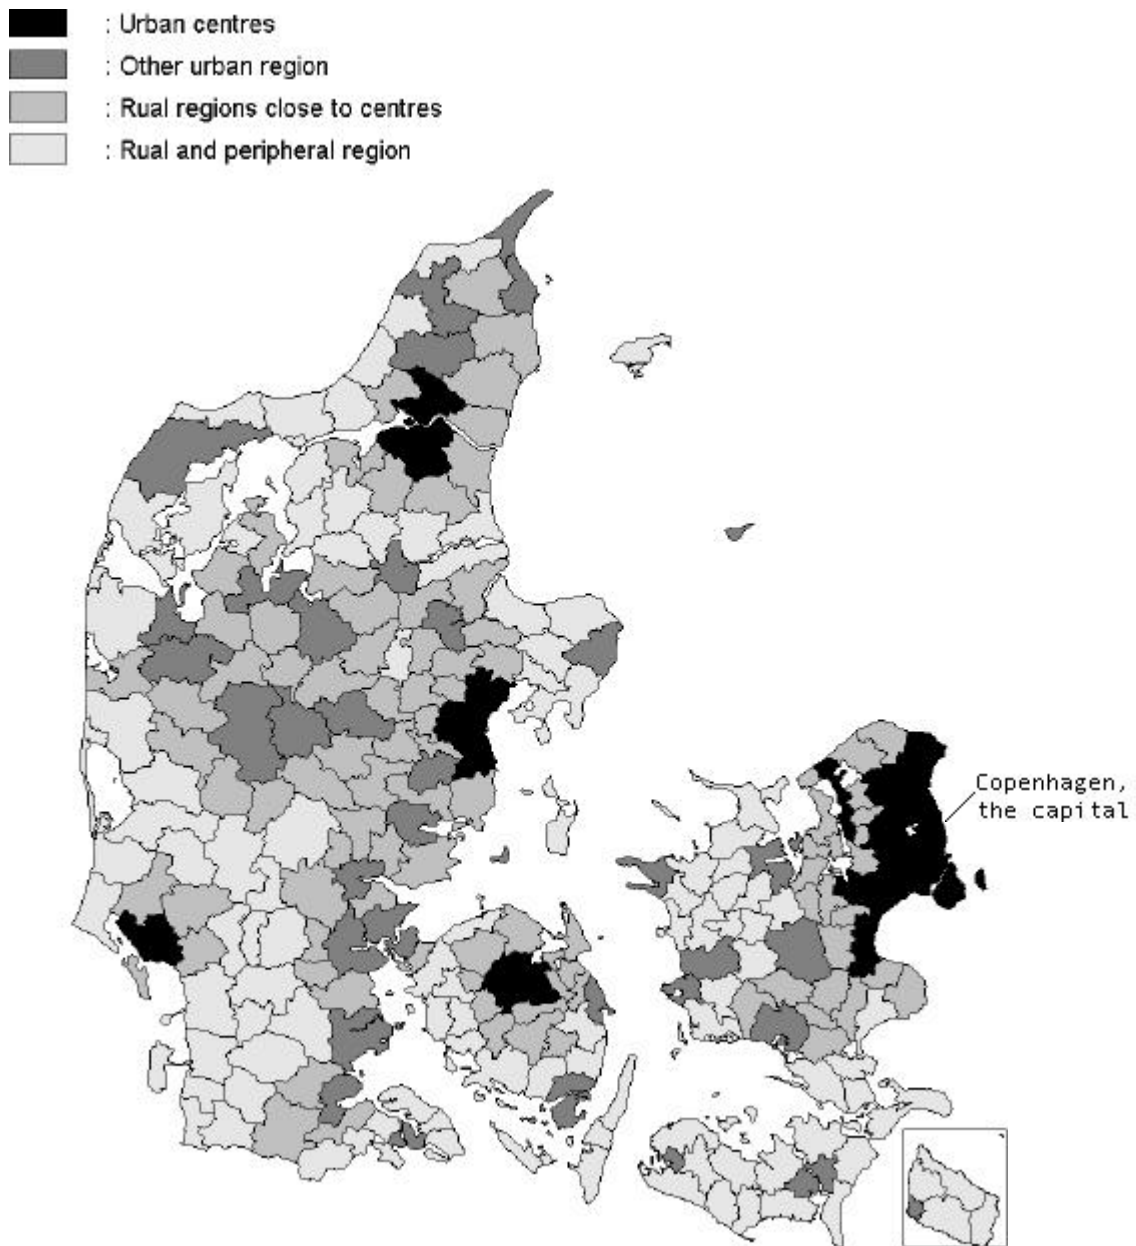 : Urban centres
: Other urban region
: Rual regions close to centres
: Rual and peripheral region
Copenhagen,
the capital